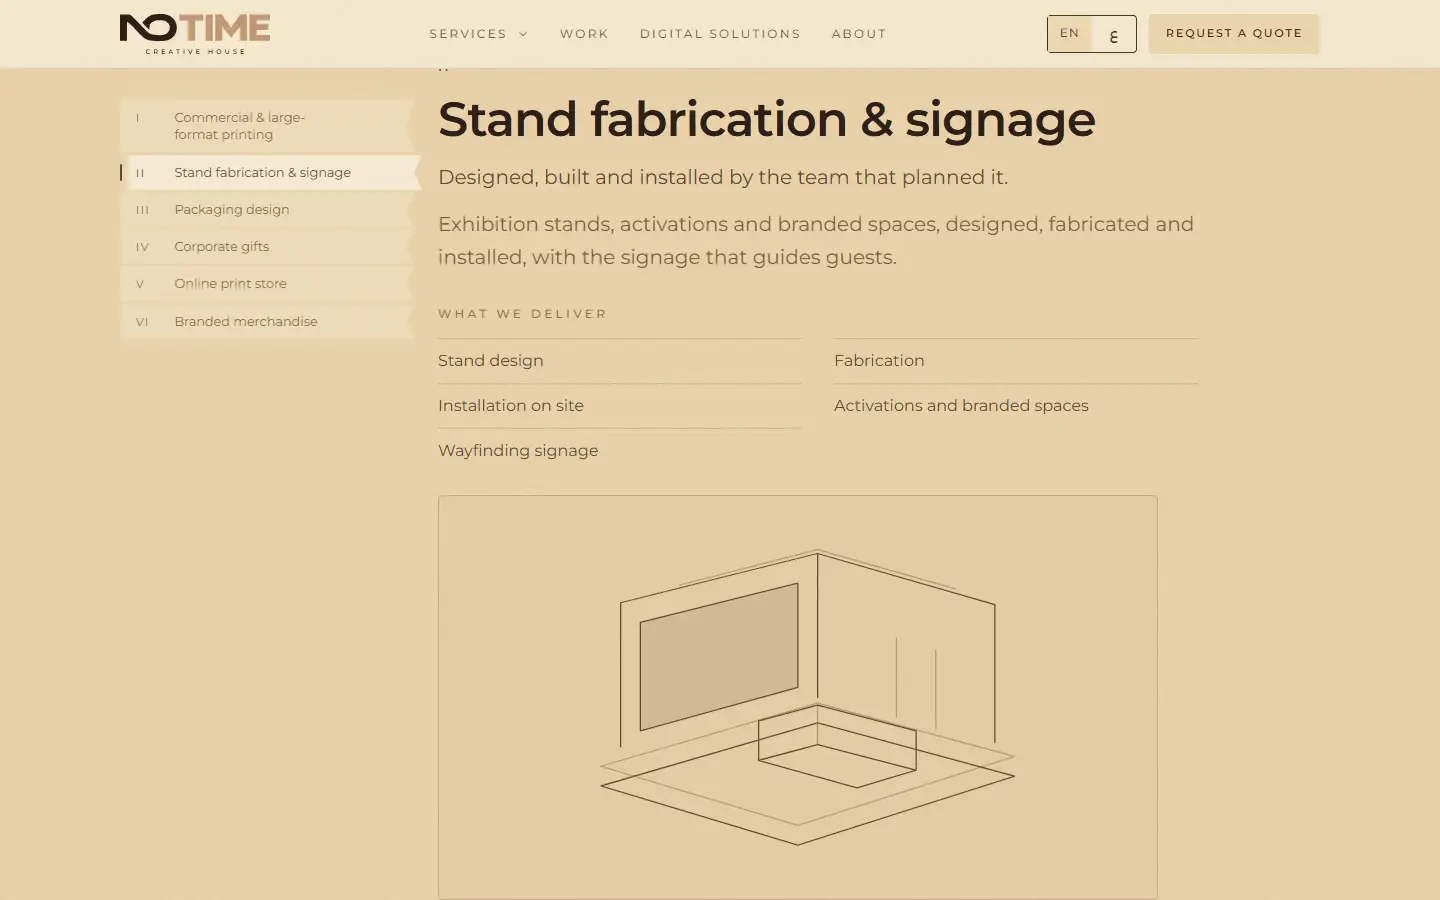 NOTIME
CREATIVE HOUSE
SERVICES
WORK
DIGITAL SOLUTIONS
ABOUT
EN
ع
REQUEST A QUOTE
I Commercial & large-
format printing
II Stand fabrication & signage
III Packaging design
IV Corporate gifts
V Online print store
VI Branded merchandise
Stand fabrication & signage
Designed, built and installed by the team that planned it.
Exhibition stands, activations and branded spaces, designed, fabricated and
installed, with the signage that guides guests.
WHAT WE DELIVER
Stand design
Fabrication
Installation on site
Activations and branded spaces
Wayfinding signage